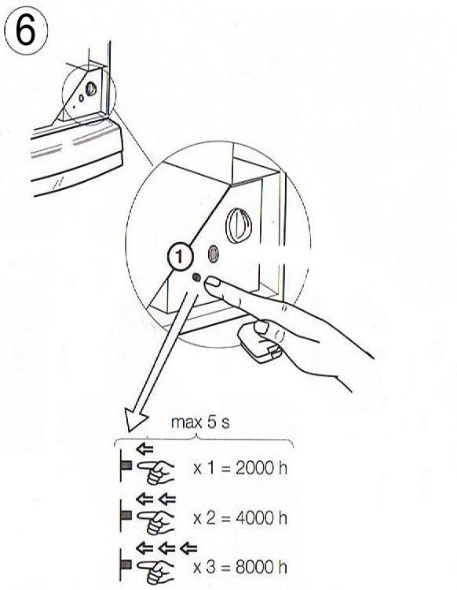 6
1
max 5 s
x 1 = 2000 h
x 2 = 4000 h
x 3 = 8000 h